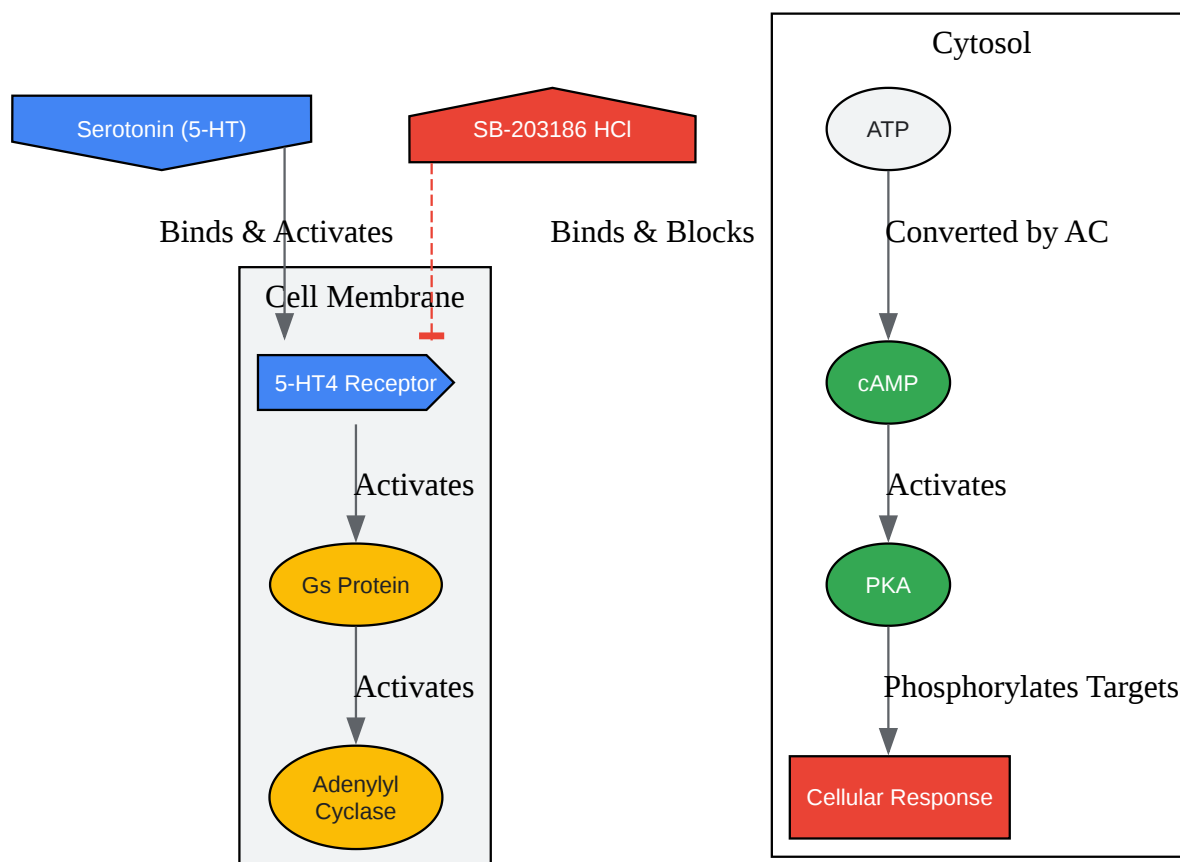 Cytosol
Serotonin (5-HT)
SB-203186 HCl
ATP
Binds & Activates
Binds & Blocks
Converted by AC
Cell Membrane
5-HT4 Receptor
cAMP
Activates
Activates
Gs Protein
PKA
Activates
Phosphorylates Targets
Adenylyl
Cyclase
Cellular Response